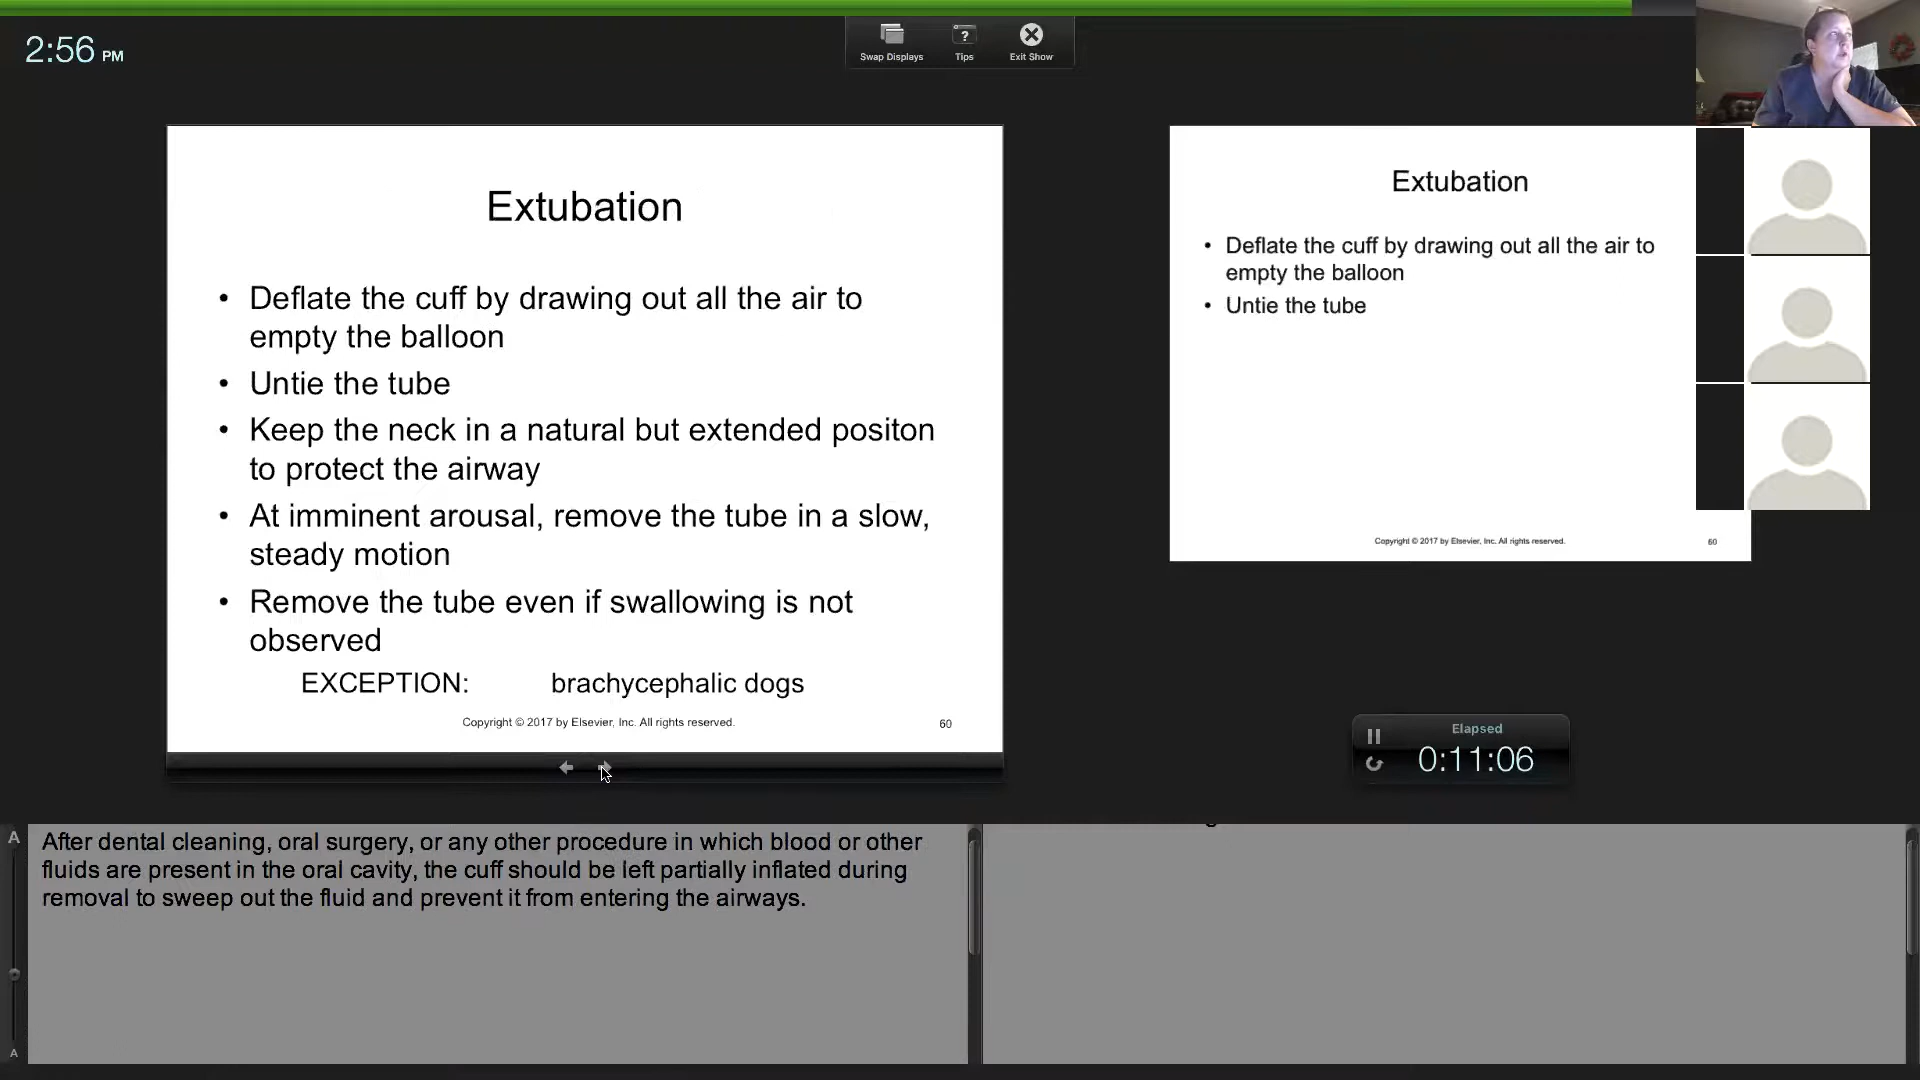 2:56 PM
Swap Displays
Tips
Exit Show
Extubation
• Deflate the cuff by drawing out all the air to
empty the balloon
• Untie the tube
• Keep the neck in a natural but extended positon
to protect the airway
• At imminent arousal, remove the tube in a slow,
steady motion
• Remove the tube even if swallowing is not
observed
EXCEPTION: brachycephalic dogs
Copyright © 2017 by Elsevier, Inc. All rights reserved.
60
Extubation
• Deflate the cuff by drawing out all the air to
empty the balloon
• Untie the tube
Copyright © 2017 by Elsevier, Inc. All rights reserved.
60
Elapsed
0:11:06
A
After dental cleaning, oral surgery, or any other procedure in which blood or other
fluids are present in the oral cavity, the cuff should be left partially inflated during
removal to sweep out the fluid and prevent it from entering the airways.
A